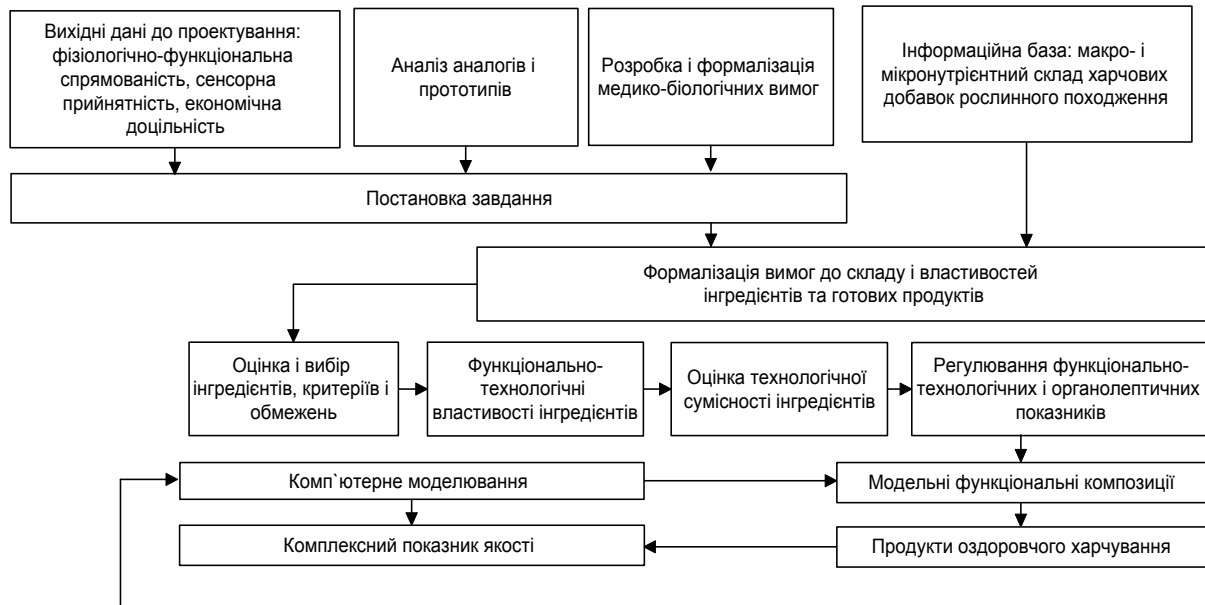 Вихідні дані до проектування:
фізіологічно-функціональна
спрямованість, сенсорна
прийнятність, економічна
доцільність
Аналіз аналогів і
прототипів
Розробка і формалізація
медико-біологічних вимог
Інформаційна база: макро- і
мікронутрієнтний склад харчових
добавок рослинного походження
Постановка завдання
Формалізація вимог до складу і властивостей
інгредієнтів та готових продуктів
Оцінка і вибір
інгредієнтів, критеріїв і
обмежень
Функціонально-
технологічні
властивості інгредієнтів
Оцінка технологічної
сумісності інгредієнтів
Регулювання функціонально-
технологічних і органолептичних
показників
Комп`ютерне моделювання
Модельні функціональні композиції
Комплексний показник якості
Продукти оздоровчого харчування